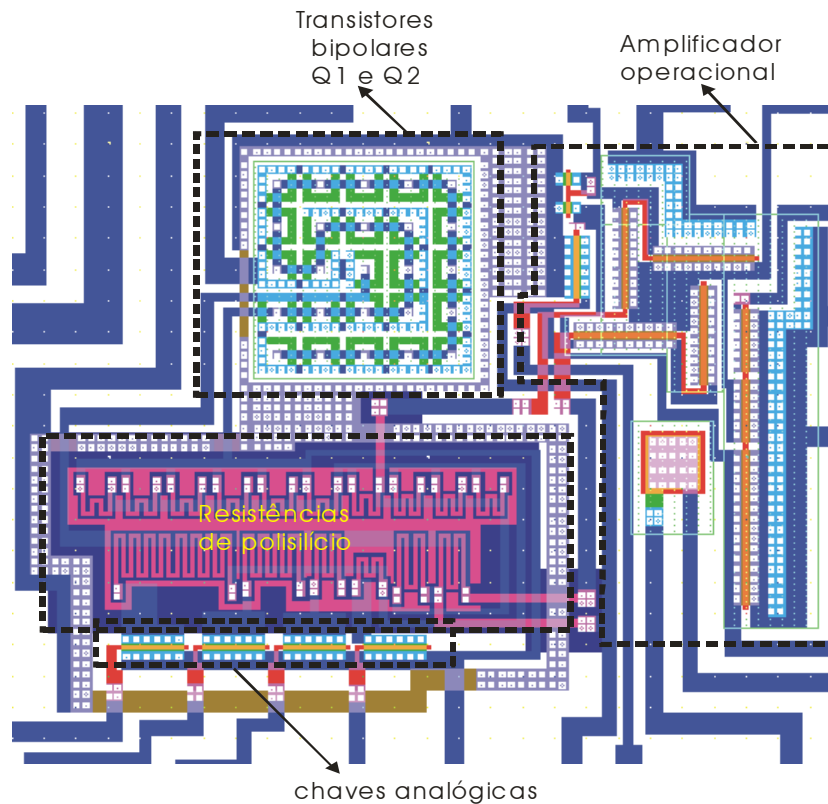 Transistores
bipolares
Q1 e Q2
Amplificador
operacional
Resistências
de polisilício
chaves analógicas